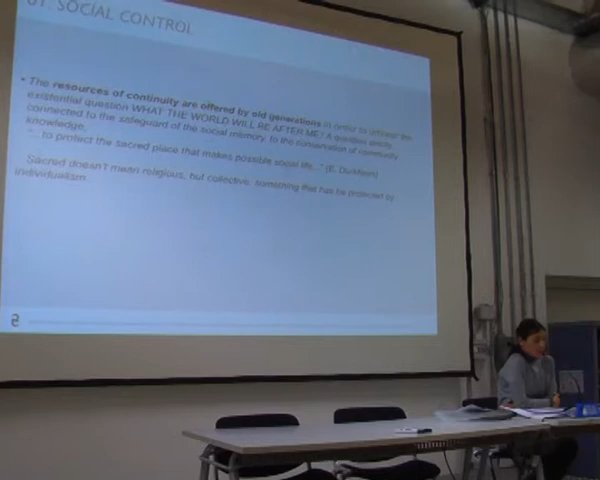 01. SOCIAL CONTROL
• The resources of continuity are offered by old generations in order to answer the
existential question WHAT THE WORLD WILL BE AFTER ME? A question strictly
connected to the safeguard of the social memory, to the conservation of community
knowledge,
"...to protect the sacred place that makes possible social life..." (E. Durkheim)
Sacred doesn't mean religious, but collective, something that has be protected by
individualism.
2